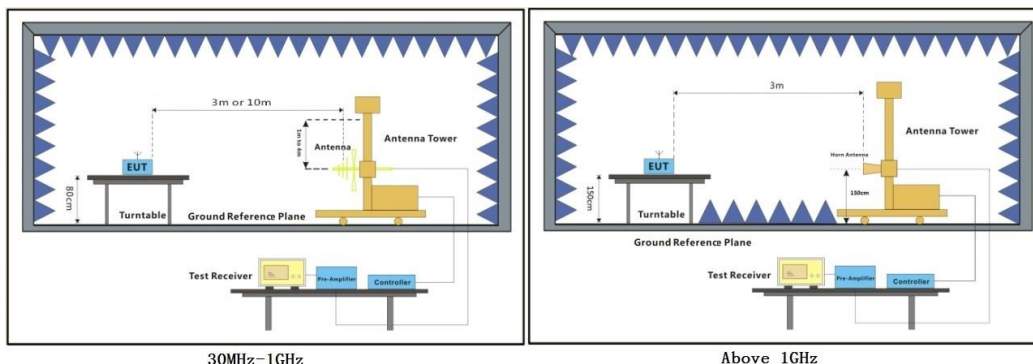 3m or 10m
1m to 4m
Antenna
Antenna Tower
EUT
80cm
Turntable
Ground Reference Plane
Test Receiver
Pre-Amplifier
Controller
30MHz-1GHz
3m
Antenna Tower
Horn Antenna
EUT
150cm
150cm
Turntable
Ground Reference Plane
Test Receiver
Pre-Amplifier
Controller
Above 1GHz